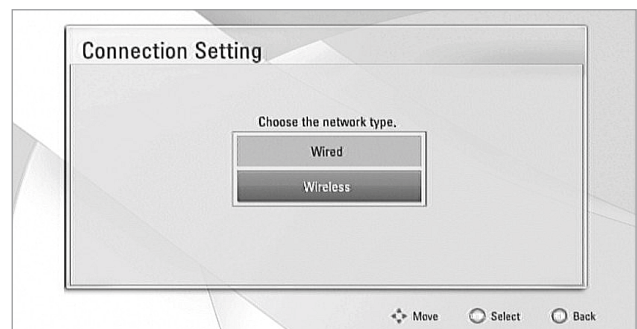 Connection Setting
Choose the network type.
Wired
Wireless
Move Select Back